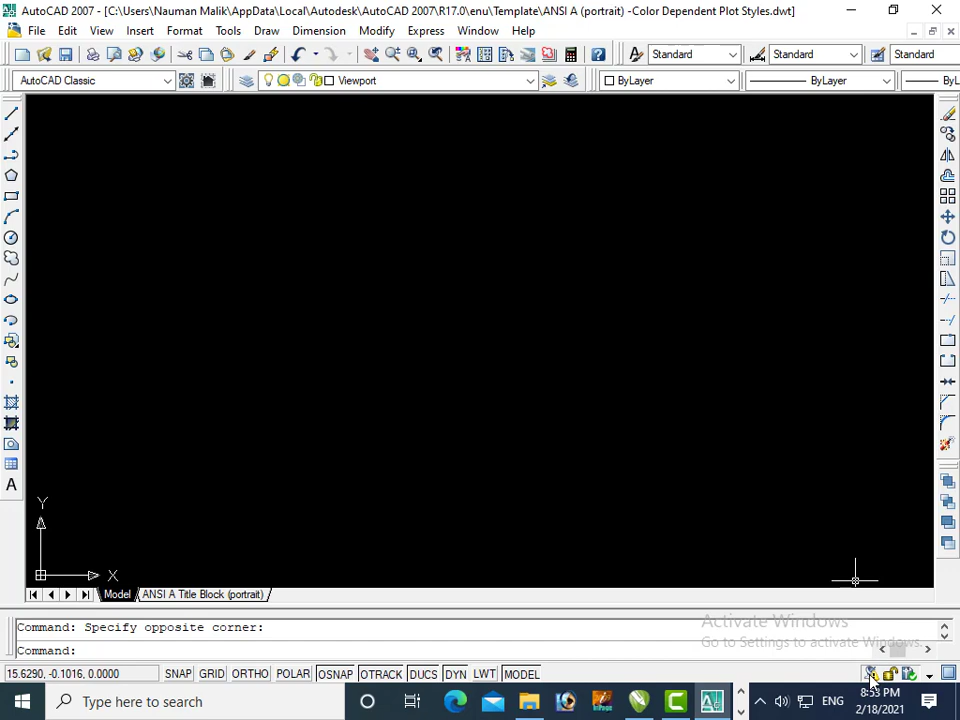 AutoCAD 2007 - [C:\Users\Nauman Malik\AppData\Local\Autodesk\AutoCAD 2007\R17.0\enu\Template\ANSI A (portrait) -Color Dependent Plot Styles.dwt]
File Edit View Insert Format Tools Draw Dimension Modify Express Window Help
Standard Standard Standard
AutoCAD Classic Viewport ByLayer ByLayer ByL
A
Y
X
Model ANSI A Title Block (portrait)
Command: Specify opposite corner:
Activate Windows
Go to Settings to activate Windows.
Command:
15.6290, -0.1016, 0.0000 SNAP GRID ORTHO POLAR OSNAP OTRACK DUCS DYN LWT MODEL
Type here to search
ENG
8:53 PM
2/18/2021